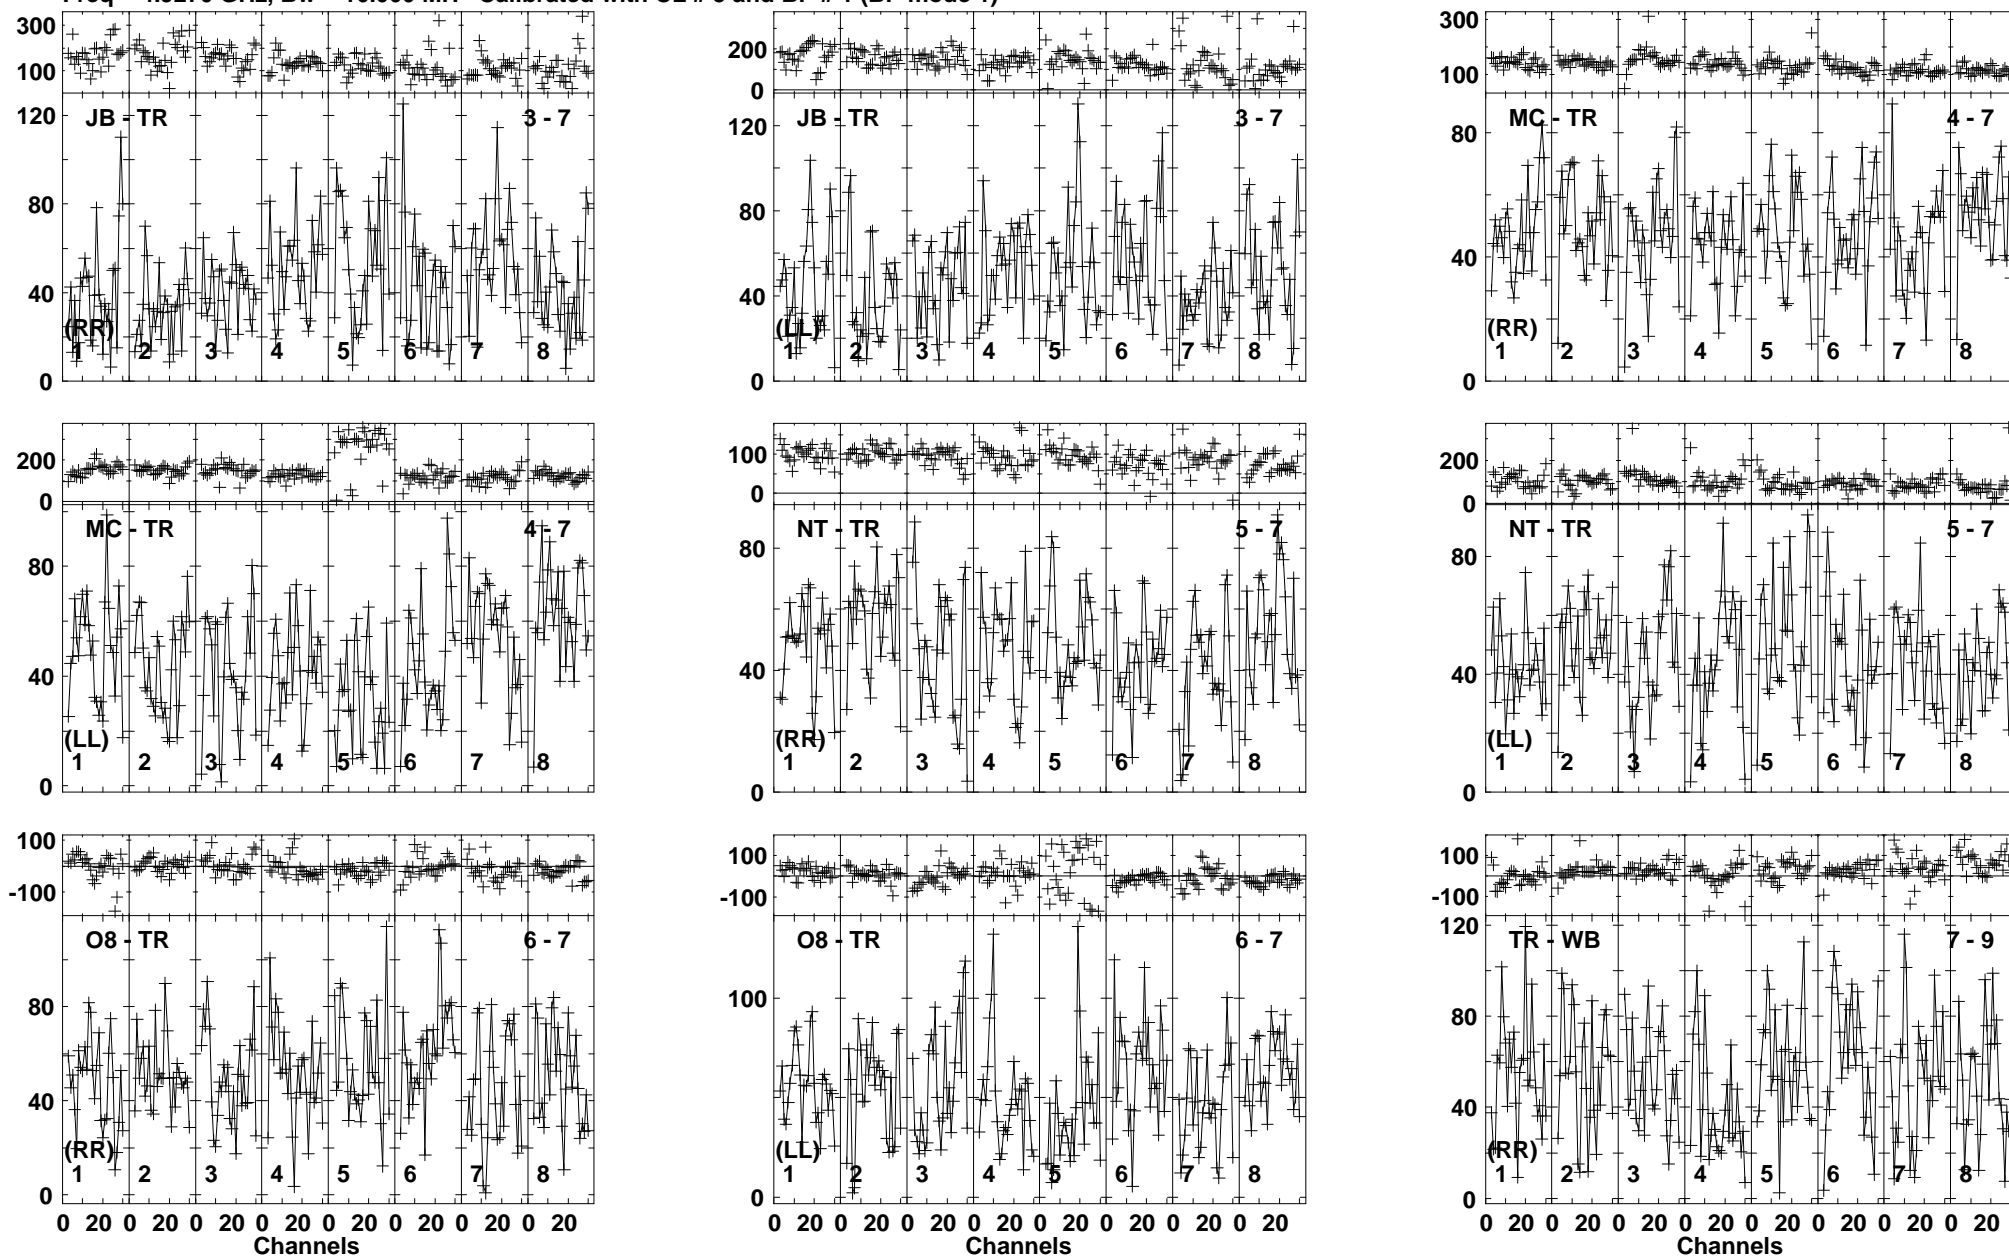 300 100 300 200 100 0 300 100
JB - TR 3 - 7 JB - TR 3 - 7 MC - TR 4 - 7
120 80 40 0 120 80 40 0 80 40 0
(RR) (LL) (RR)
1 2 3 4 5 6 7 8 1 2 3 4 5 6 7 8 1 2 3 4 5 6 7 8
200 0 100 0 200 0
MC - TR 4 - 7 NT - TR 5 - 7 NT - TR 5 - 7
80 40 0 80 40 0 80 40 0
(LL) (RR) (LL)
1 2 3 4 5 6 7 8 1 2 3 4 5 6 7 8 1 2 3 4 5 6 7 8
100 -100 100 -100 100 -100
O8 - TR 6 - 7 O8 - TR 6 - 7 TR - WB 7 - 9
80 40 0 100 0 120 80 40 0
(RR) (LL) (RR)
1 2 3 4 5 6 7 8 1 2 3 4 5 6 7 8 1 2 3 4 5 6 7 8
0 20 0 20 0 20 0 20 0 20 0 20 0 20 0 20 0 20 0 20 0 20 0 20 0 20 0 20 0 20 0 20 0 20 0 20 0 20 0 20 0 20 0 20 0 20 0 20
Channels Channels Channels